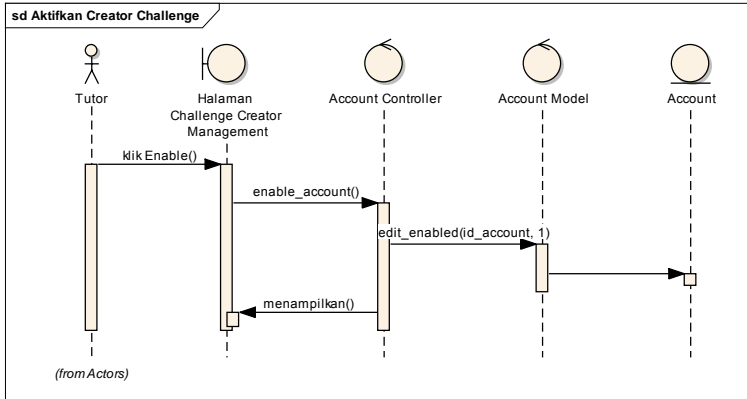 sd Aktifkan Creator Challenge
Tutor
Halaman
Challenge Creator
Management
Account Controller
Account Model
Account
klik Enable()
enable_account()
edit_enabled(id_account, 1)
menampilkan()
(from Actors)